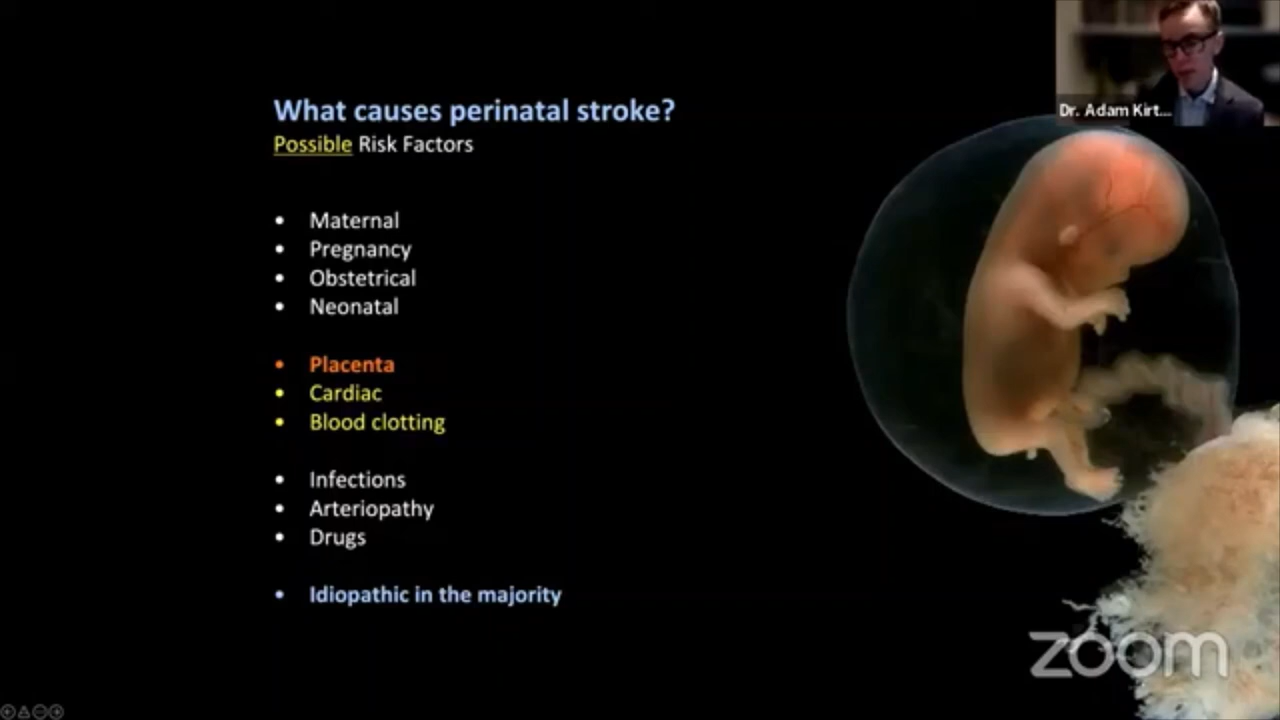 Dr. Adam Kirt...
What causes perinatal stroke?
Possible Risk Factors
• Maternal
• Pregnancy
• Obstetrical
• Neonatal
• Placenta
• Cardiac
• Blood clotting
• Infections
• Arteriopathy
• Drugs
• Idiopathic in the majority
zoom